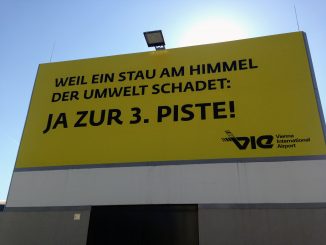 WEIL EIN STAU AM HIMMEL
DER UMWELT SCHADET:
JA ZUR 3. PISTE!
VIE
Vienna
International
Airport